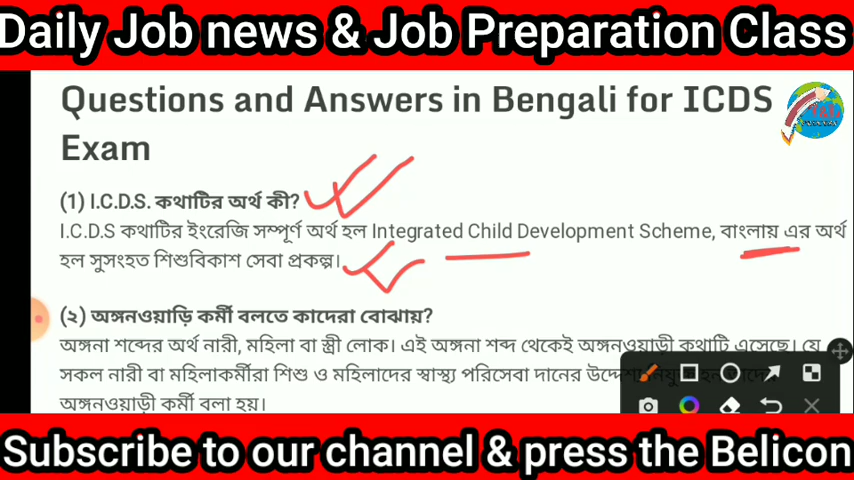 Daily Job news & Job Preparation Class
Questions and Answers in Bengali for ICDS
Exam
(1) I.C.D.S. কথাটির অর্থ কী?
I.C.D.S কথাটির ইংরেজি সম্পূর্ণ অর্থ হল Integrated Child Development Scheme, বাংলায় এর অর্থ
হল সুসংহত শিশুবিকাশ সেবা প্রকল্প।
(২) অঙ্গনওয়াড়ি কর্মী বলতে কাদেরা বোঝায়?
অঙ্গনা শব্দের অর্থ নারী, মহিলা বা স্ত্রী লোক। এই অঙ্গনা শব্দ থেকেই অঙ্গনওয়াড়ী কথাটি এসেছে। যে
সকল নারী বা মহিলাকর্মীরা শিশু ও মহিলাদের স্বাস্থ্য পরিসেবা দানের
অঙ্গনওয়াড়ী কর্মী বলা হয়।
Subscribe to our channel & press the Belicon